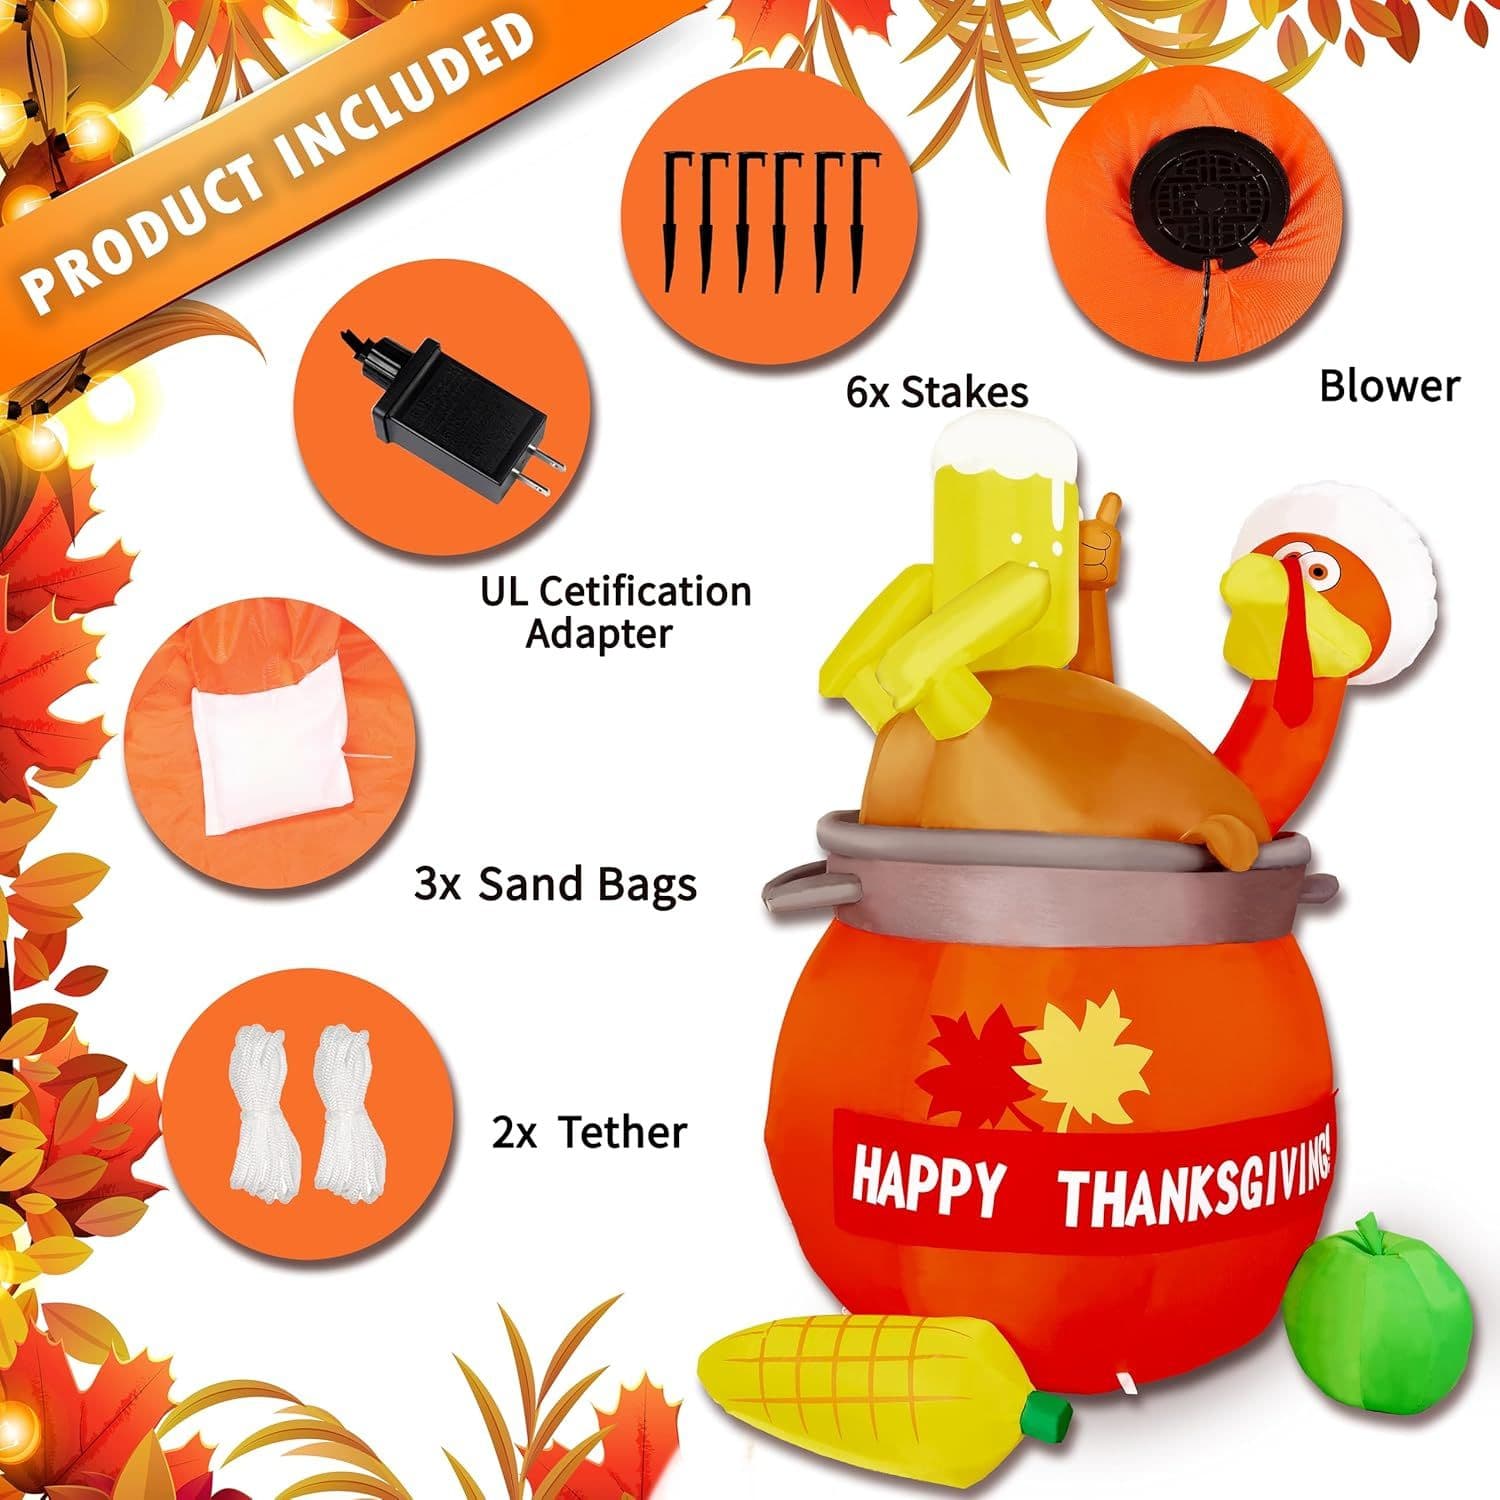 PRODUCT INCLUDED
6x Stakes
Blower
UL Cetification
Adapter
3x Sand Bags
2x Tether
HAPPY THANKSGIVING!